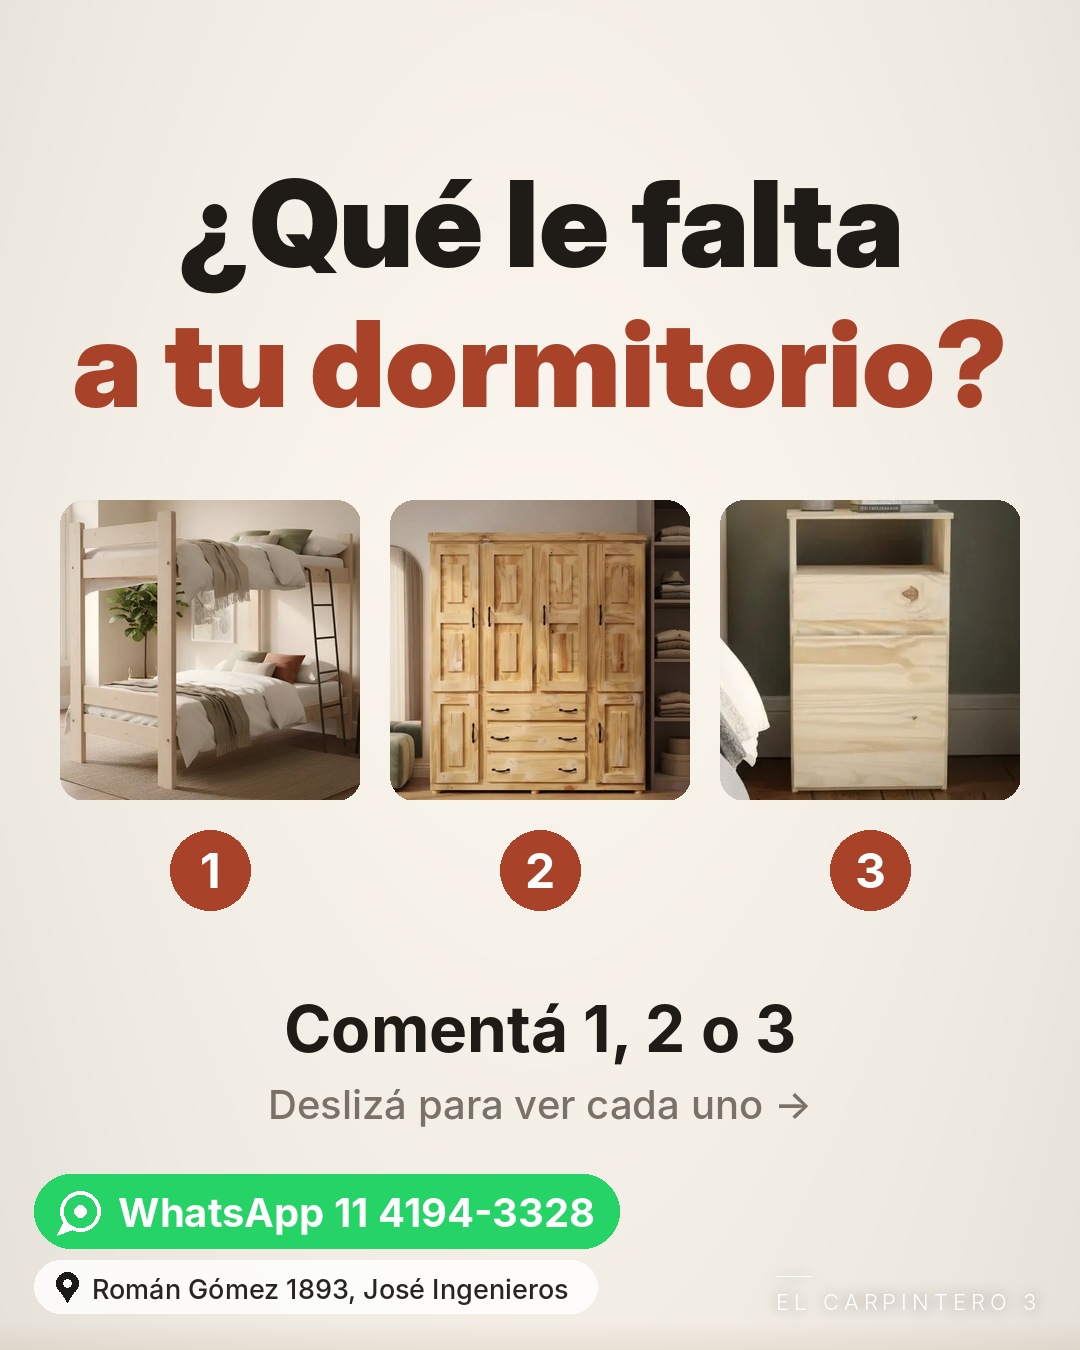 ¿Qué le falta
a tu dormitorio?
1
2
3
Comentá 1, 2 o 3
Deslizá para ver cada uno →
WhatsApp 11 4194-3328
Román Gómez 1893, José Ingenieros
EL CARPINTERO 3